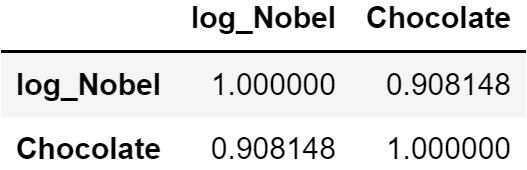 log_Nobel Chocolate
log_Nobel 1.000000 0.908148
Chocolate 0.908148 1.000000